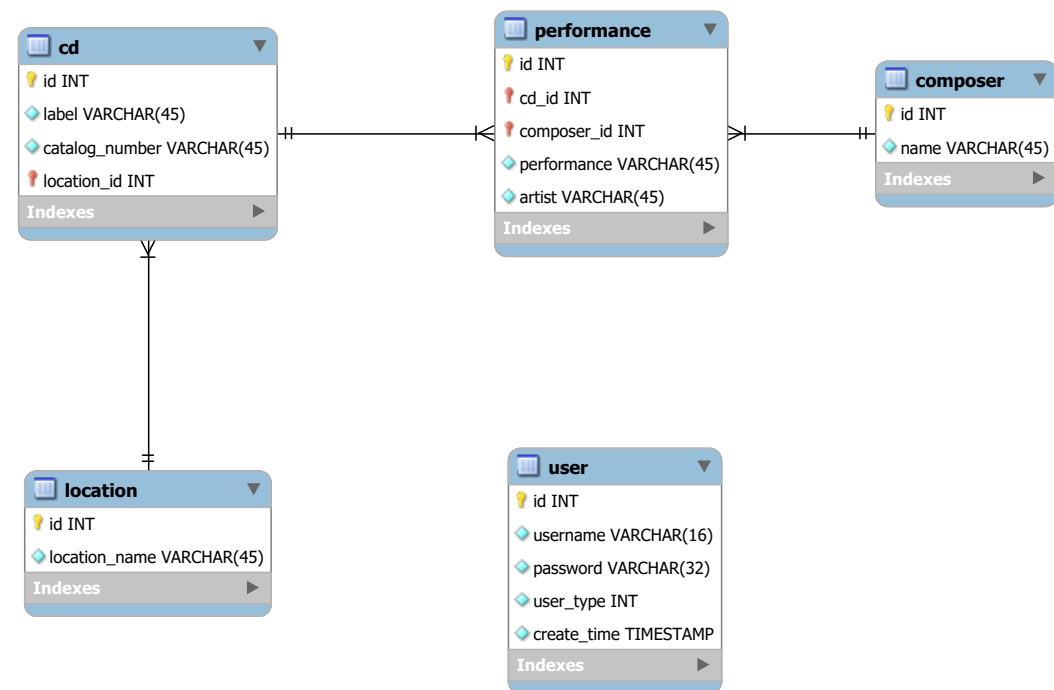 cd
id INT
label VARCHAR(45)
catalog_number VARCHAR(45)
location_id INT
Indexes
performance
id INT
cd_id INT
composer_id INT
performance VARCHAR(45)
artist VARCHAR(45)
Indexes
composer
id INT
name VARCHAR(45)
Indexes
location
id INT
location_name VARCHAR(45)
Indexes
user
id INT
username VARCHAR(16)
password VARCHAR(32)
user_type INT
create_time TIMESTAMP
Indexes